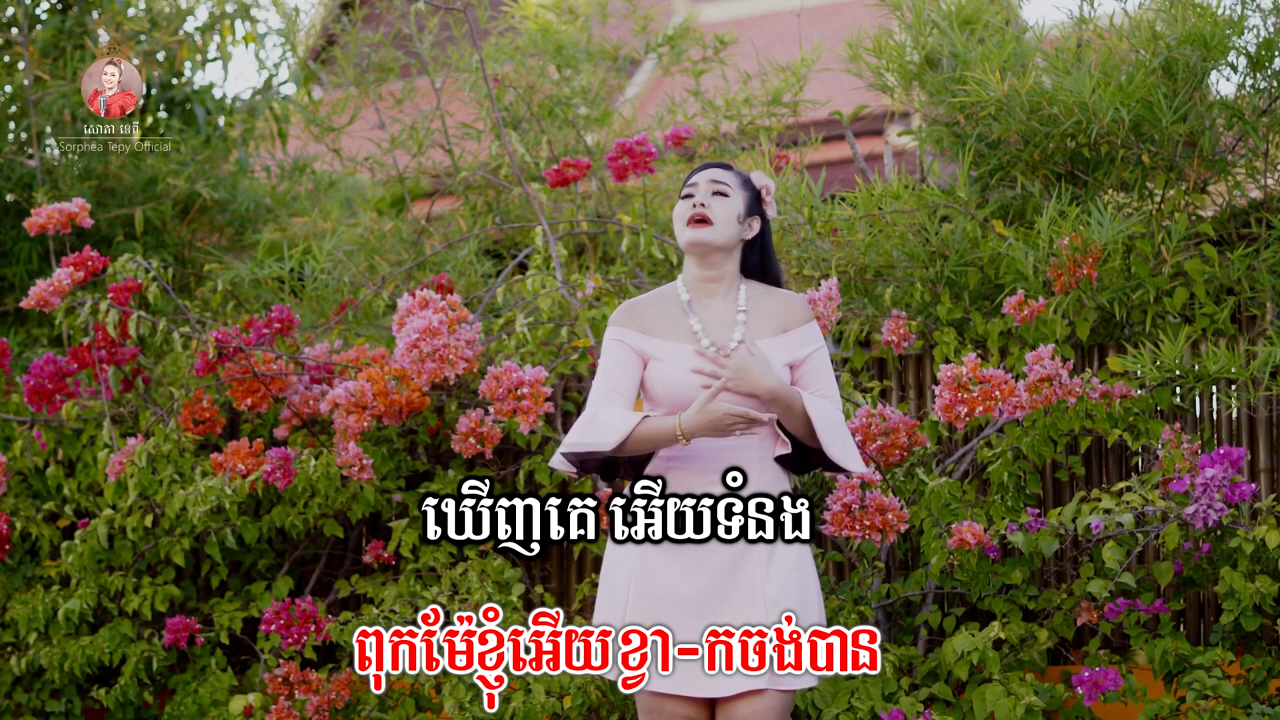 សោភា ទេពី
Sorphea Tepy Official
ឃើញគេ អើយទំនង
ពុកម៉ែខ្ញុំអើយ ខ្វា-កចង់បាន